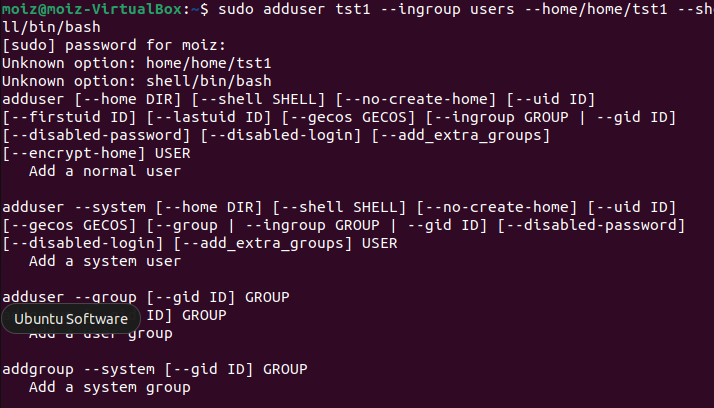 moiz@moiz-VirtualBox:~$ sudo adduser tst1 --ingroup users --home/home/tst1 --she
ll/bin/bash
[sudo] password for moiz:
Unknown option: home/home/tst1
Unknown option: shell/bin/bash
adduser [--home DIR] [--shell SHELL] [--no-create-home] [--uid ID]
[--firstuid ID] [--lastuid ID] [--gecos GECOS] [--ingroup GROUP | --gid ID]
[--disabled-password] [--disabled-login] [--add_extra_groups]
[--encrypt-home] USER
   Add a normal user

adduser --system [--home DIR] [--shell SHELL] [--no-create-home] [--uid ID]
[--gecos GECOS] [--group | --ingroup GROUP | --gid ID] [--disabled-password]
[--disabled-login] [--add_extra_groups] USER
   Add a system user

adduser --group [--gid ID] GROUP
Ubuntu Software ID] GROUP
   Add a user group

addgroup --system [--gid ID] GROUP
   Add a system group